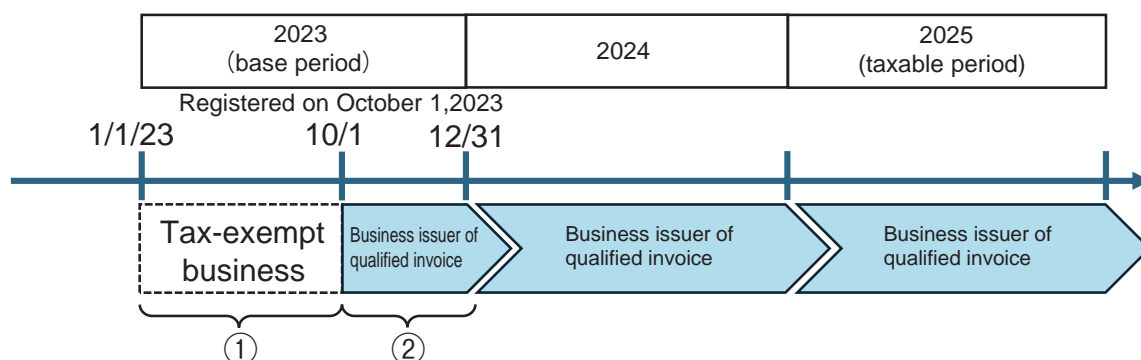 2023
（base period）
2024
2025
(taxable period)
Registered on October 1,2023
1/1/23
10/1
12/31
Tax-exempt
business
Business issuer of
qualified invoice
Business issuer of
qualified invoice
Business issuer of
qualified invoice
①
②